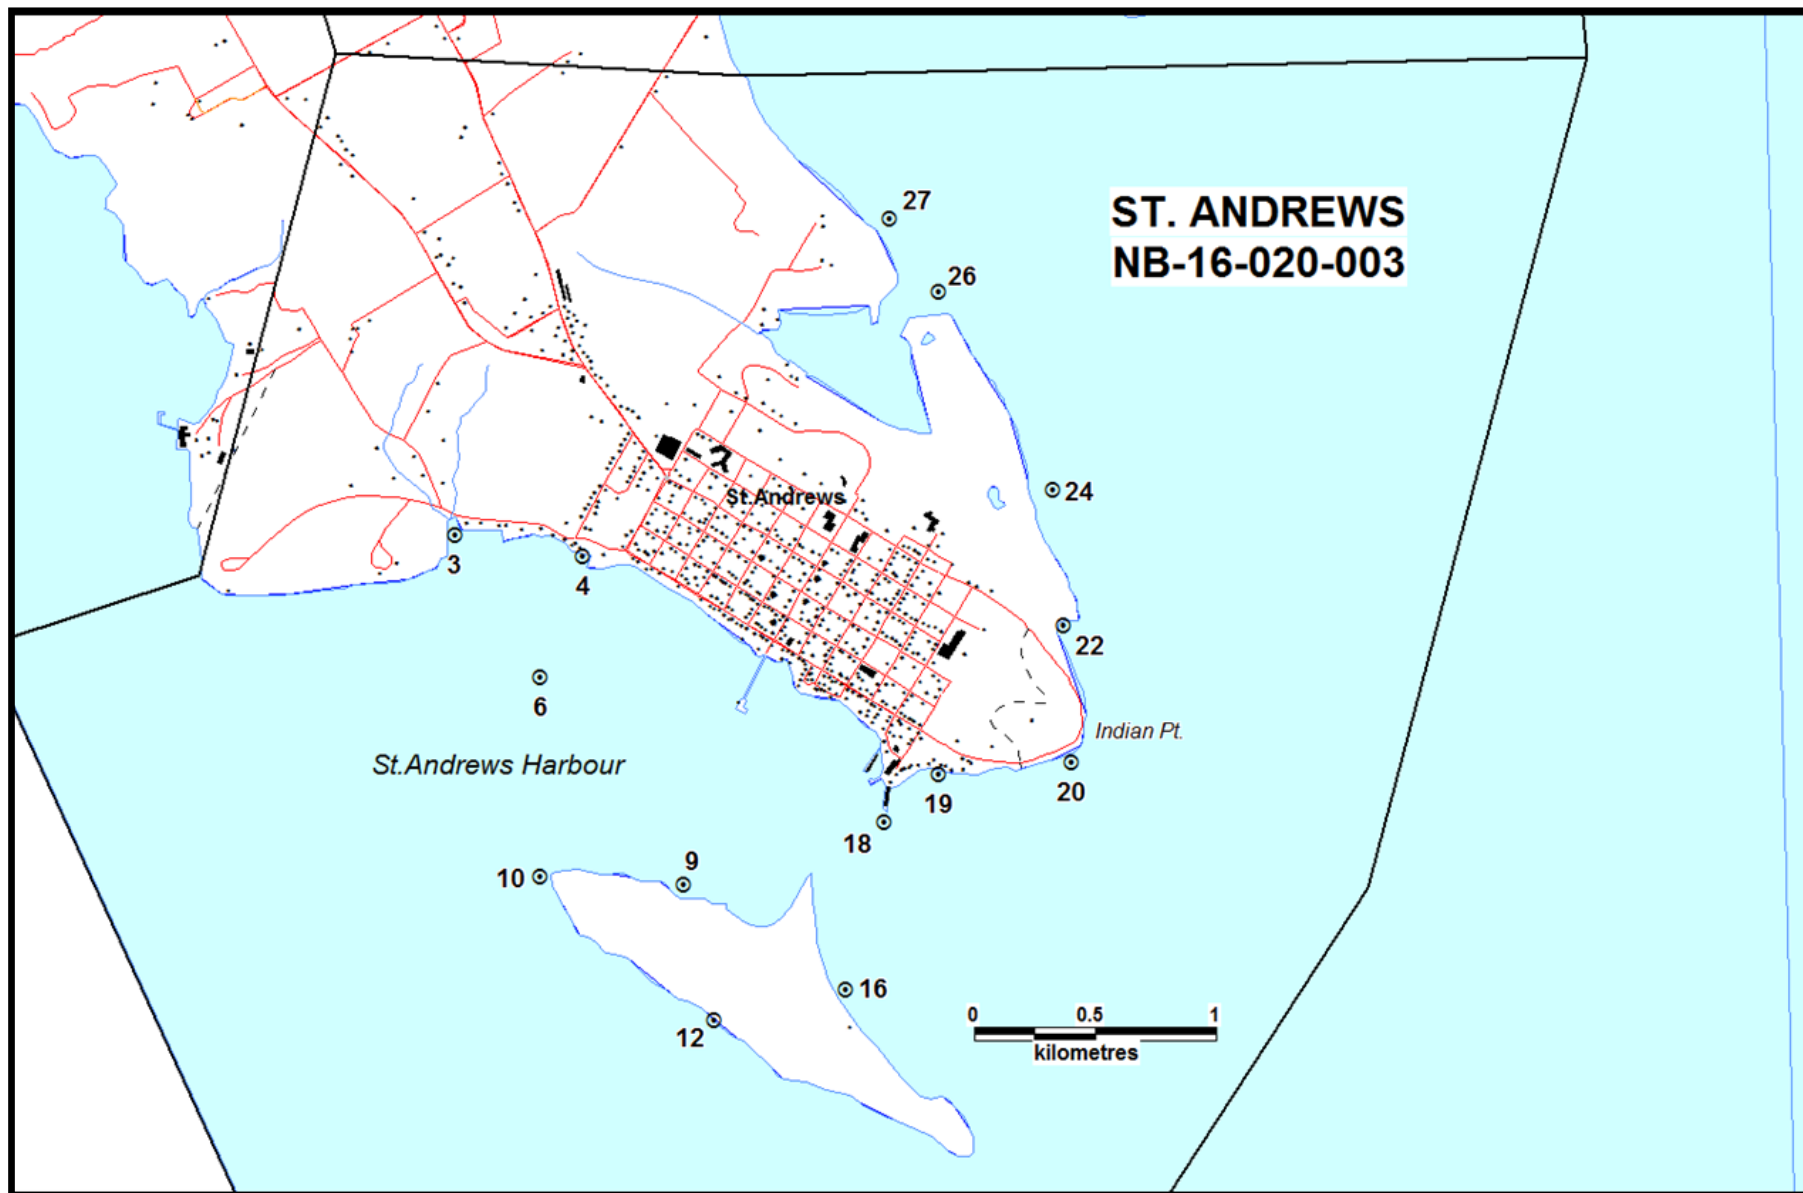 27
ST. ANDREWS
NB-16-020-003
26
St.Andrews
24
3
4
22
6
Indian Pt.
St.Andrews Harbour
20
19
18
9
10
16
0 0.5 1
12
kilometres